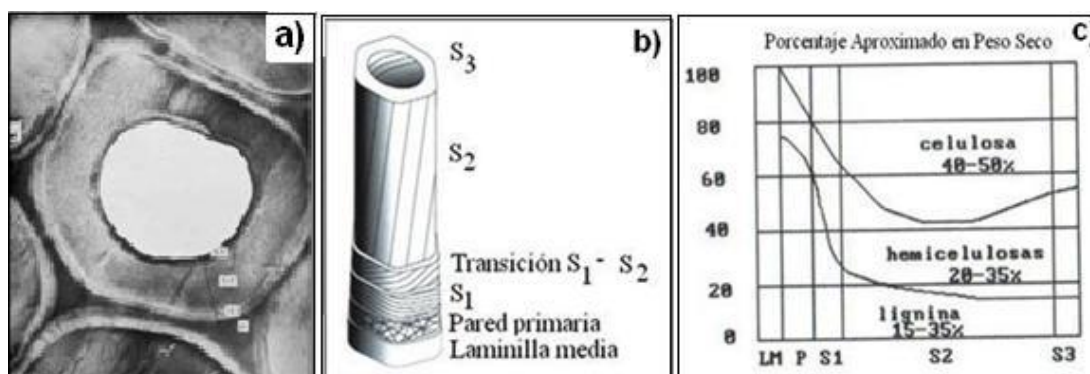 a)
b)
S3
S2
Transición S1 - S2
S1
Pared primaria
Laminilla media
c
Porcentaje Aproximado en Peso Seco
100
80
60
40
20
0
celulosa
40-50%
hemicelulosas
20-35%
lignina
15-35%
LM P S1 S2 S3